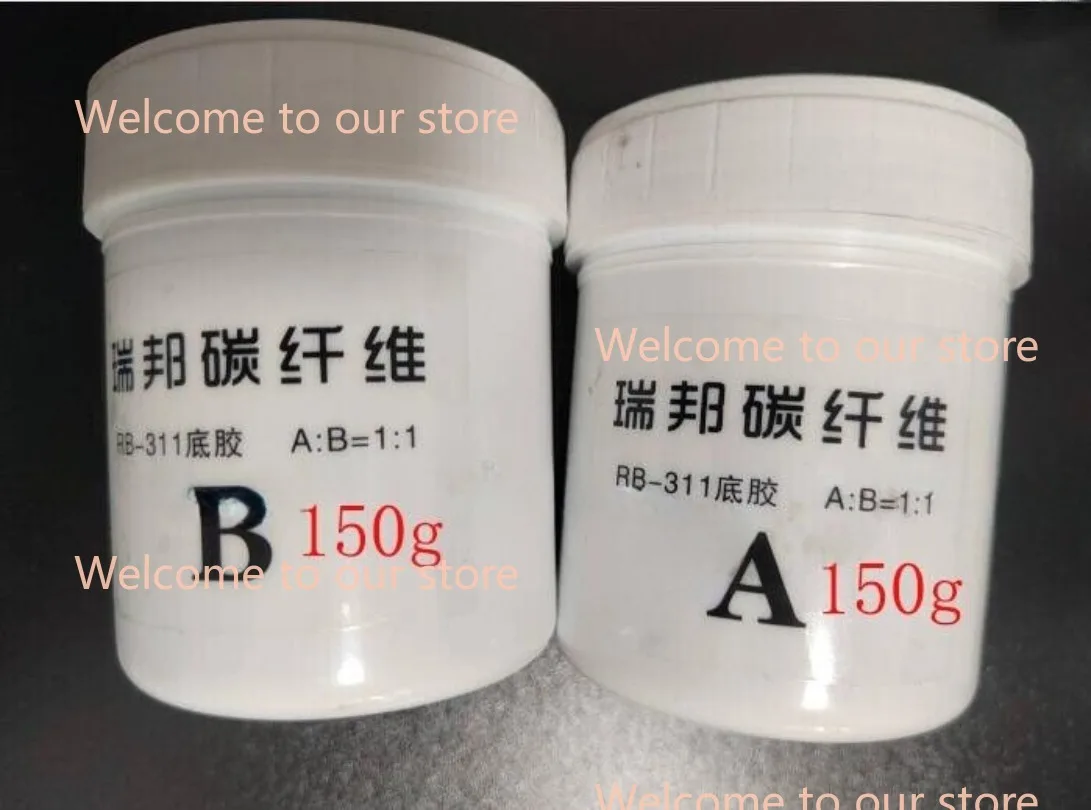 Welcome to our store
瑞邦碳纤维
RB-311底胶 A:B=1:1
B 150g
Welcome to our store
Welcome to our store
瑞邦碳纤维
RB-311底胶 A:B=1:1
A 150g
Welcome to our store